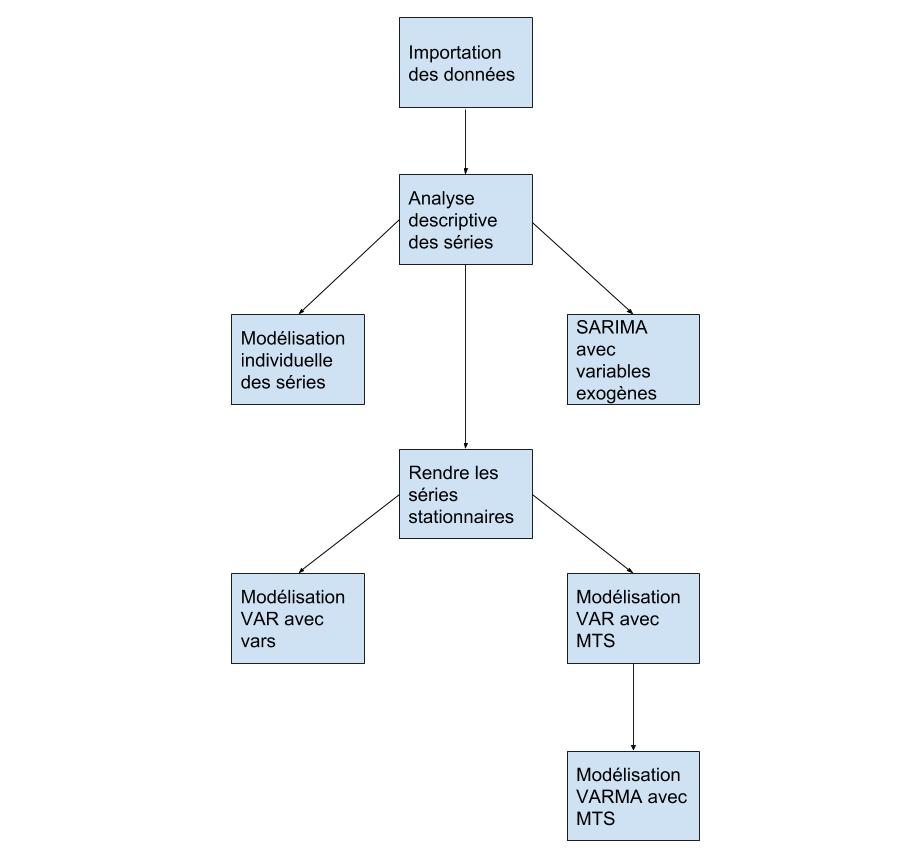 Importation
des données
Analyse
descriptive
des séries
Modélisation
individuelle
des séries
SARIMA
avec
variables
exogènes
Rendre les
séries
stationnaires
Modélisation
VAR avec
vars
Modélisation
VAR avec
MTS
Modélisation
VARMA avec
MTS